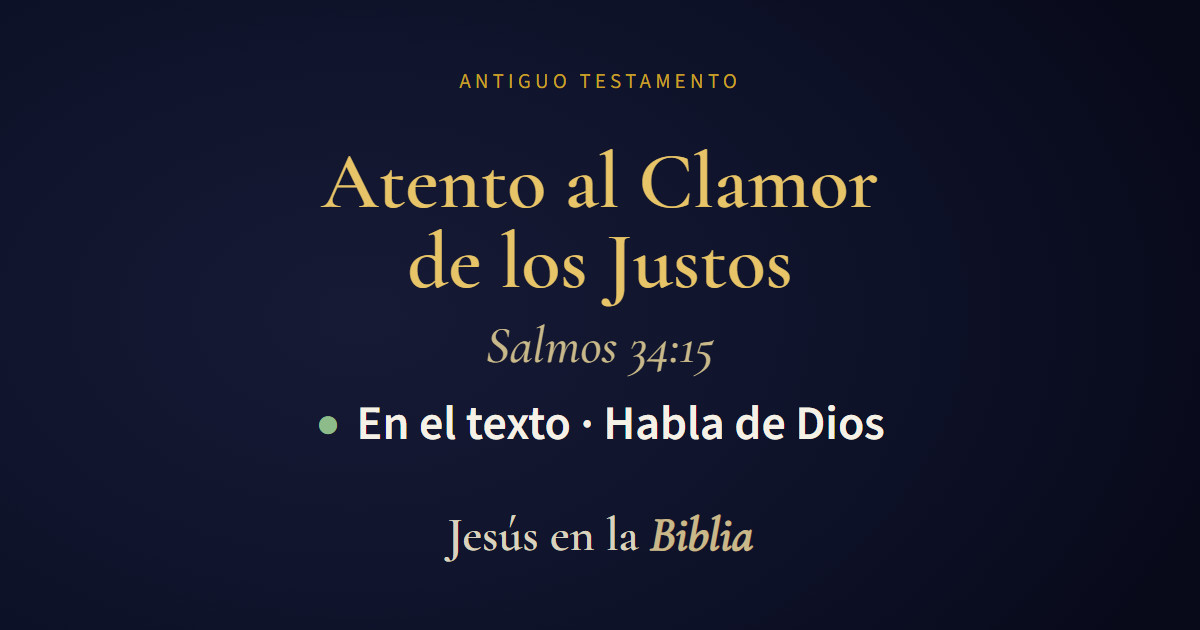 ANTIGUO TESTAMENTO
Atento al Clamor
de los Justos
Salmos 34:15
En el texto · Habla de Dios
Jesús en la Biblia